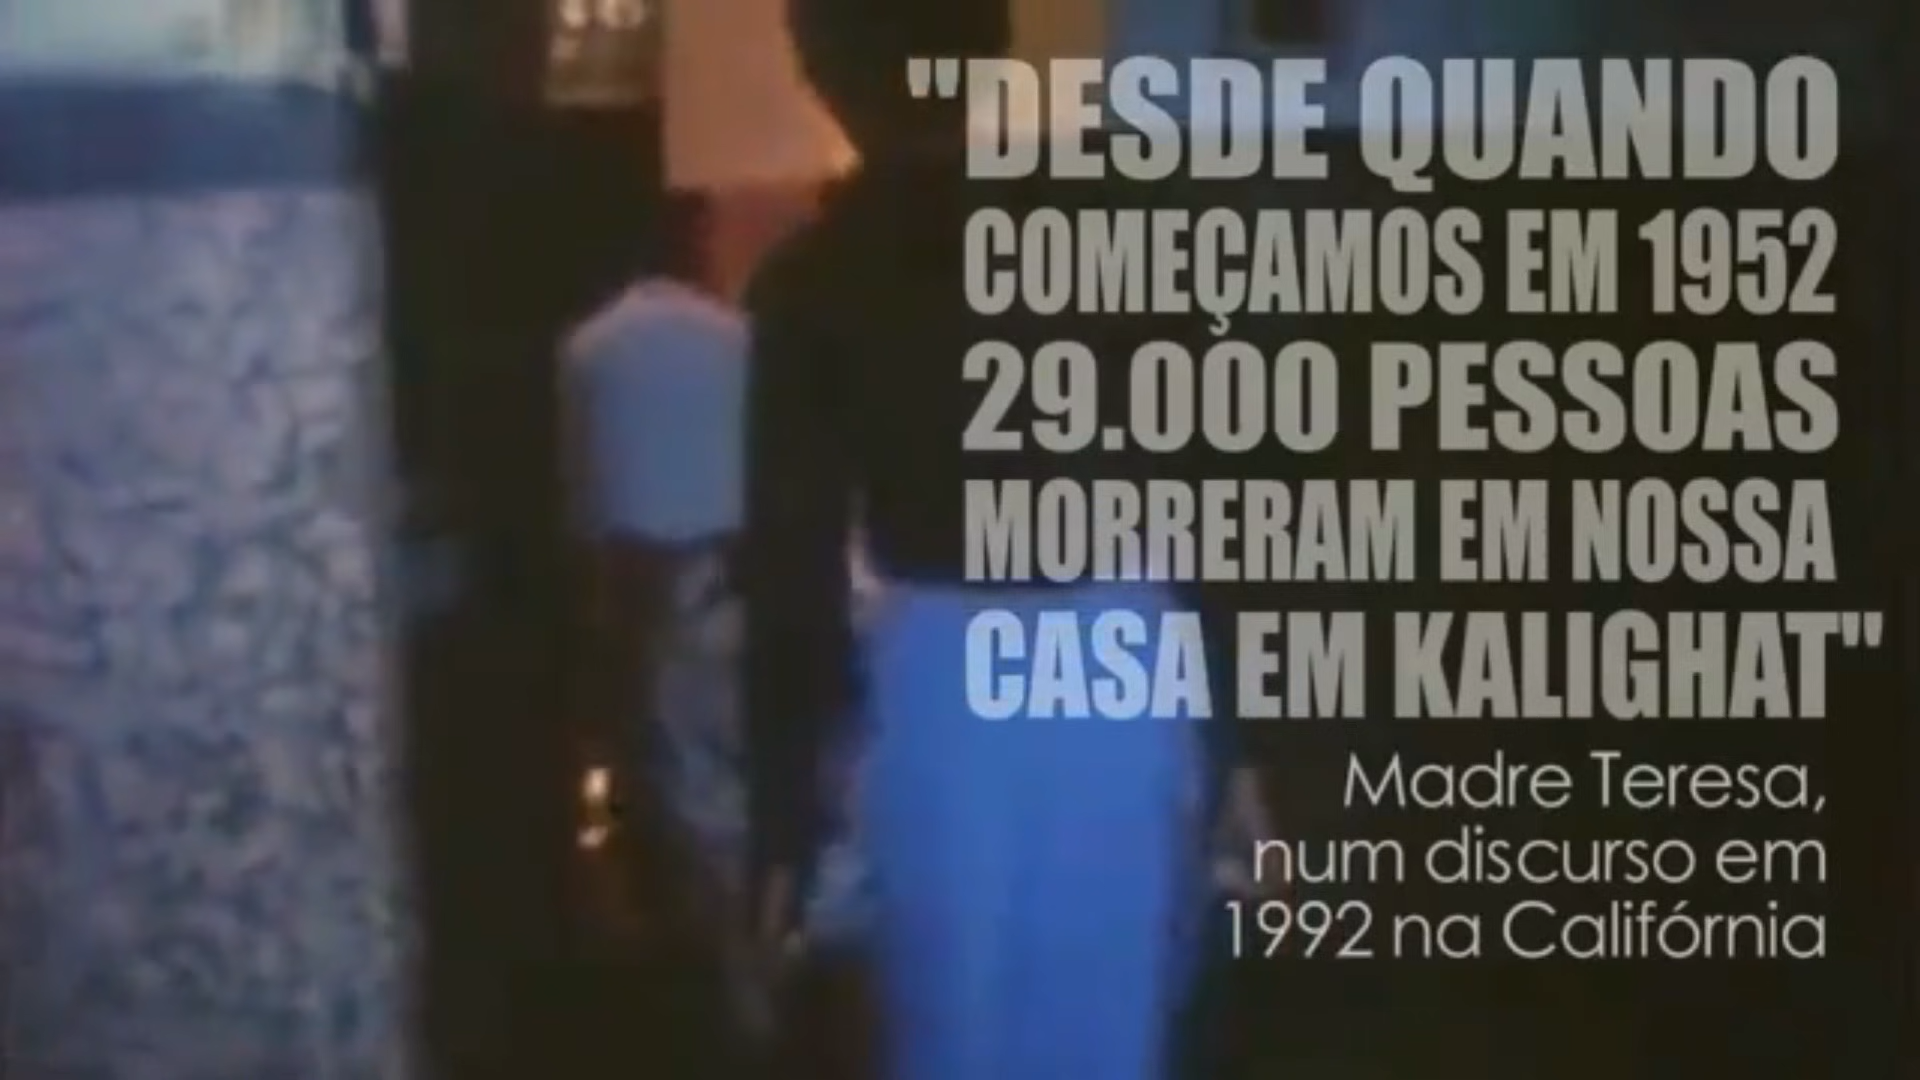 "DESDE QUANDO
COMEÇAMOS EM 1952
29.000 PESSOAS
MORRERAM EM NOSSA
CASA EM KALIGHAT"
Madre Teresa,
num discurso em
1992 na Califórnia